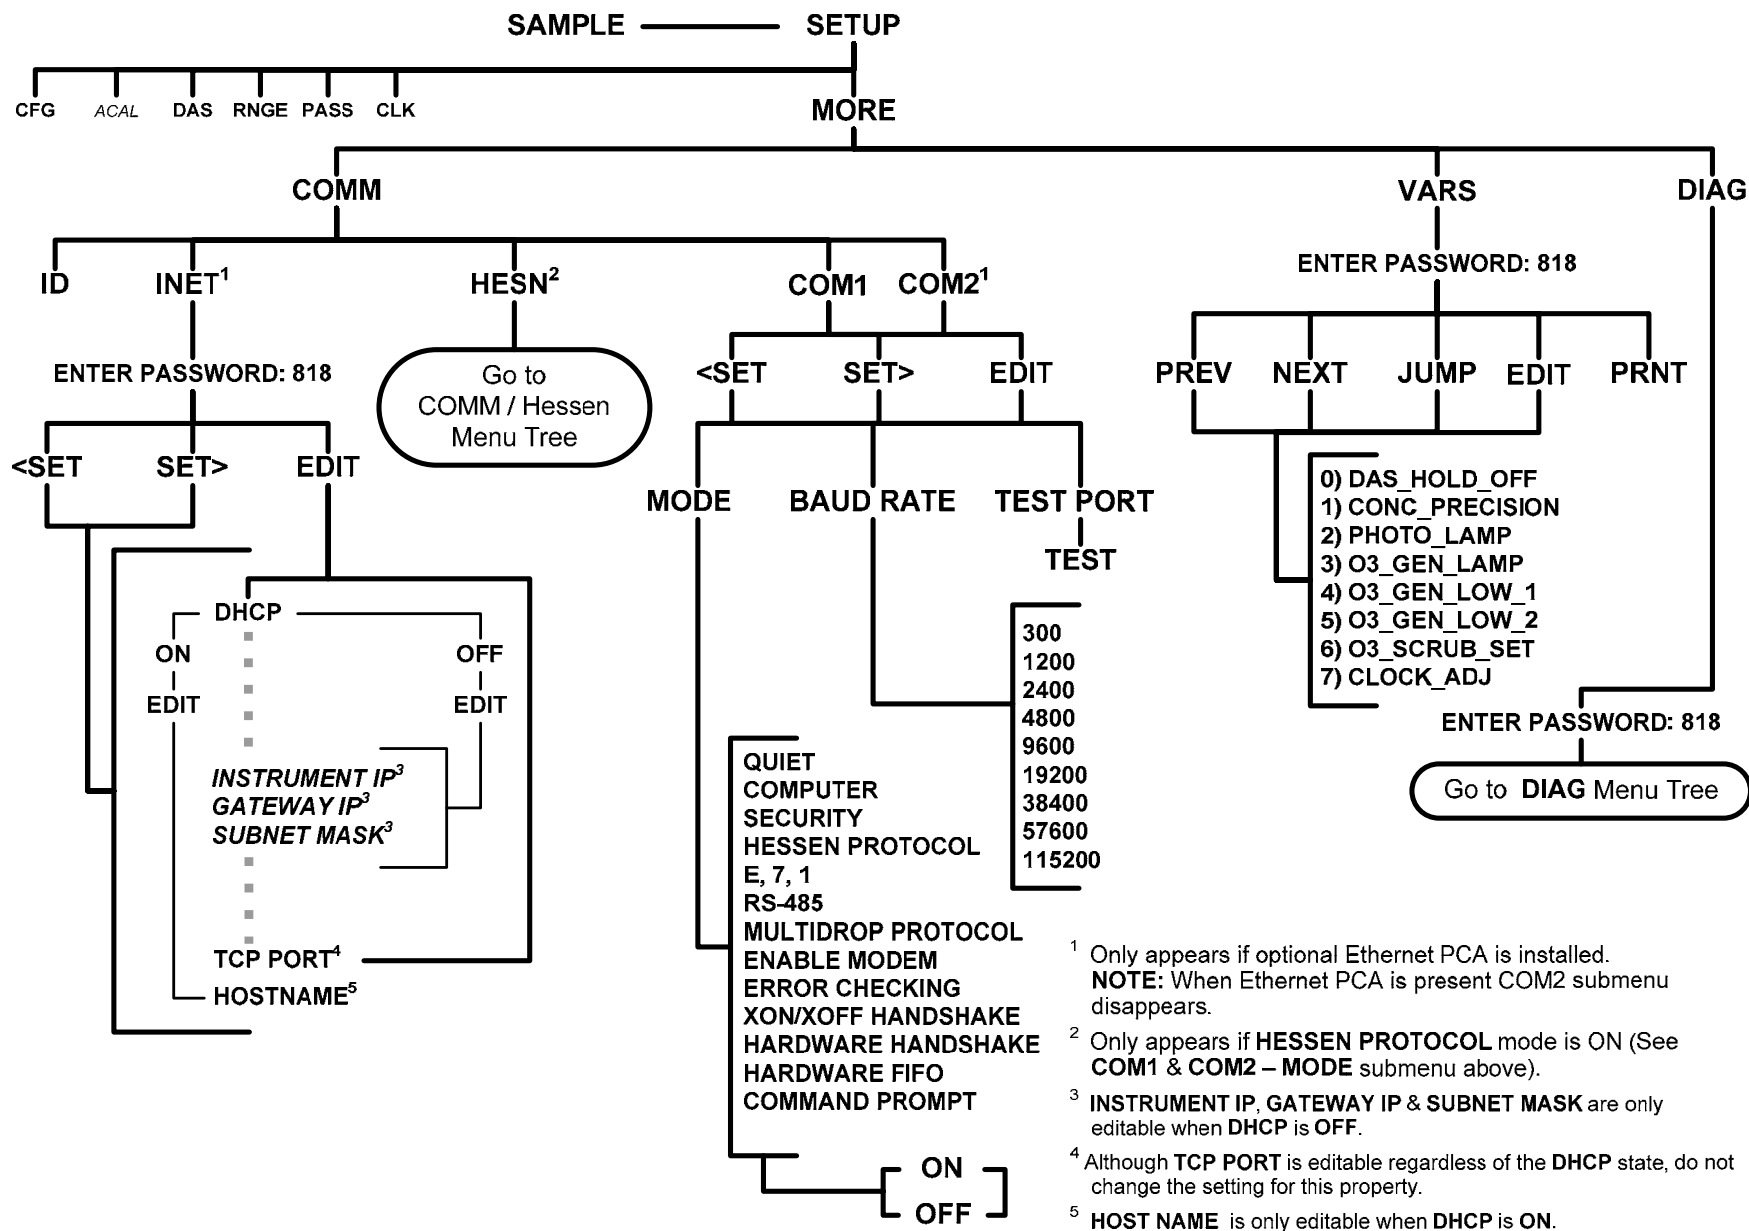 SAMPLE SETUP
CFG ACAL DAS RNGE PASS CLK
MORE
COMM VARS DIAG
ID INET1 HESN2 COM1 COM21
ENTER PASSWORD: 818
<SET SET> EDIT
DHCP
ON OFF
EDIT EDIT
INSTRUMENT IP3
GATEWAY IP3
SUBNET MASK3
TCP PORT4
HOSTNAME5
Go to
COMM / Hessen
Menu Tree
<SET SET> EDIT
MODE BAUD RATE TEST PORT
TEST
300
1200
2400
4800
9600
19200
38400
57600
115200
QUIET
COMPUTER
SECURITY
HESSEN PROTOCOL
E, 7, 1
RS-485
MULTIDROP PROTOCOL
ENABLE MODEM
ERROR CHECKING
XON/XOFF HANDSHAKE
HARDWARE HANDSHAKE
HARDWARE FIFO
COMMAND PROMPT
ON
OFF
ENTER PASSWORD: 818
PREV NEXT JUMP EDIT PRNT
0) DAS_HOLD_OFF
1) CONC_PRECISION
2) PHOTO_LAMP
3) O3_GEN_LAMP
4) O3_GEN_LOW_1
5) O3_GEN_LOW_2
6) O3_SCRUB_SET
7) CLOCK_ADJ
ENTER PASSWORD: 818
Go to DIAG Menu Tree
1 Only appears if optional Ethernet PCA is installed.
NOTE: When Ethernet PCA is present COM2 submenu
disappears.
2 Only appears if HESSEN PROTOCOL mode is ON (See
COM1 & COM2 – MODE submenu above).
3 INSTRUMENT IP, GATEWAY IP & SUBNET MASK are only
editable when DHCP is OFF.
4 Although TCP PORT is editable regardless of the DHCP state, do not
change the setting for this property.
5 HOST NAME is only editable when DHCP is ON.